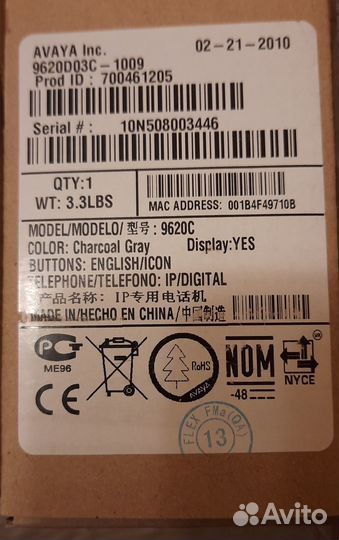 AVAYA Inc. 02-21-2010
9620D03C-1009
Prod ID : 700461205
Serial # : 10N508003446
QTY:1
WT: 3.3LBS
MAC ADDRESS: 001B4F49710B
MODEL/MODELO/型号: 9620C
COLOR: Charcoal Gray Display:YES
BUTTONS: ENGLISH/ICON
TELEPHONE/TELEFONO: IP/DIGITAL
产品名称: IP专用电话机
MADE IN/HECHO EN CHINA/中国制造
ME96
RoHS
AVAYA
NOM
-48-
NYCE
CE
FLEX FMa(QA)
13
Avito